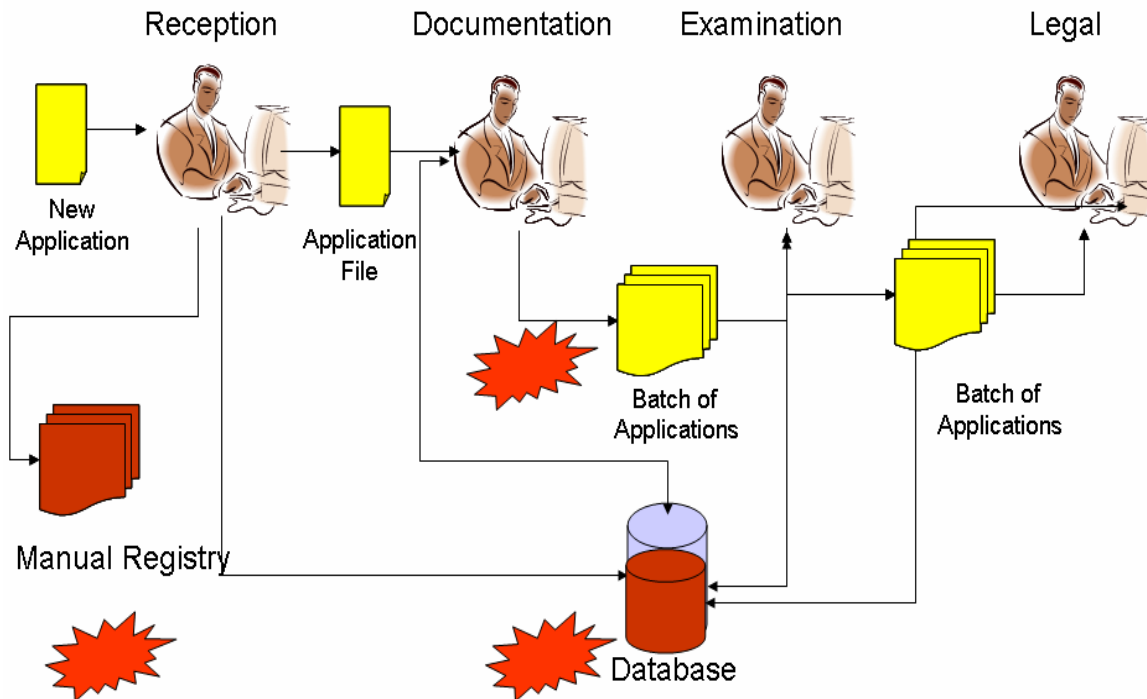 Reception
Documentation
Examination
Legal
New
Application
Application
File
Batch of
Applications
Batch of
Applications
Manual Registry
Database